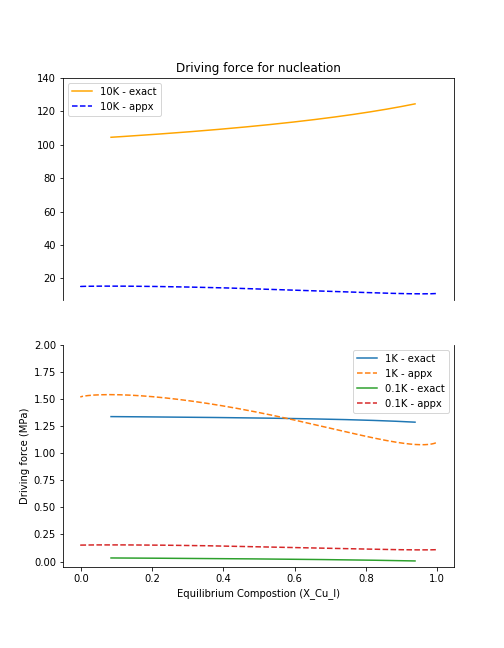 Driving force for nucleation
140
120
100
80
60
40
20
10K - exact
10K - appx
2.00
1.75
1.50
1.25
1.00
0.75
0.50
0.25
0.00
Driving force (MPa)
1K - exact
1K - appx
0.1K - exact
0.1K - appx
0.0 0.2 0.4 0.6 0.8 1.0
Equilibrium Compostion (X_Cu_l)